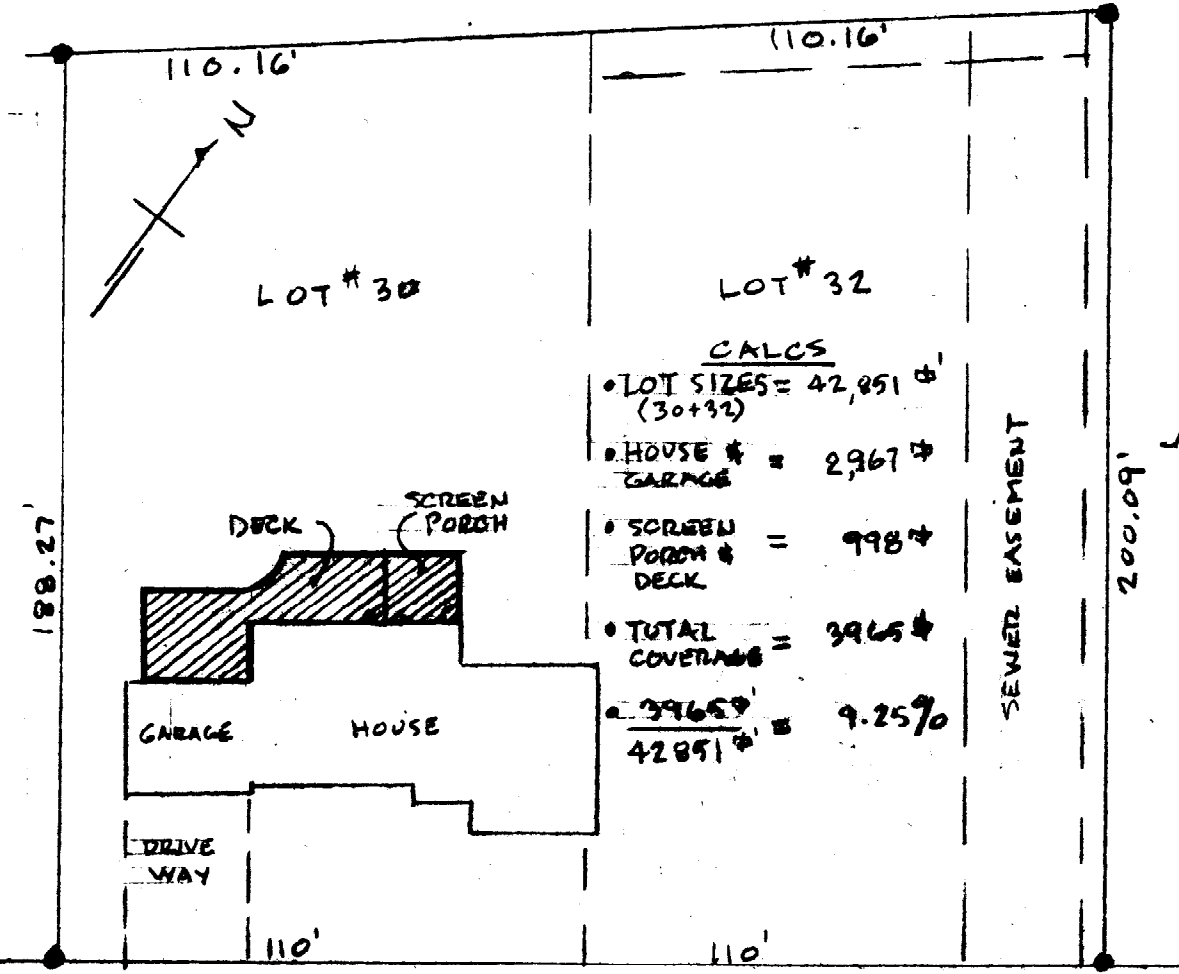 110.16'
110.16'
N
LOT #30
LOT #32
CALCS
• LOT SIZES = 42,851 ⌗'
(30+32)
• HOUSE &
GARAGE = 2,967 ⌗
• SCREEN
PORCH &
DECK = 998 ⌗
• TOTAL
COVERAGE = 3965 ⌗
• 3965 ⌗'
42851 ⌗' = 9.25%
SCREEN
PORCH
DECK
188.27'
200.09'
SEWER EASEMENT
GARAGE
HOUSE
DRIVE
WAY
110'
110'